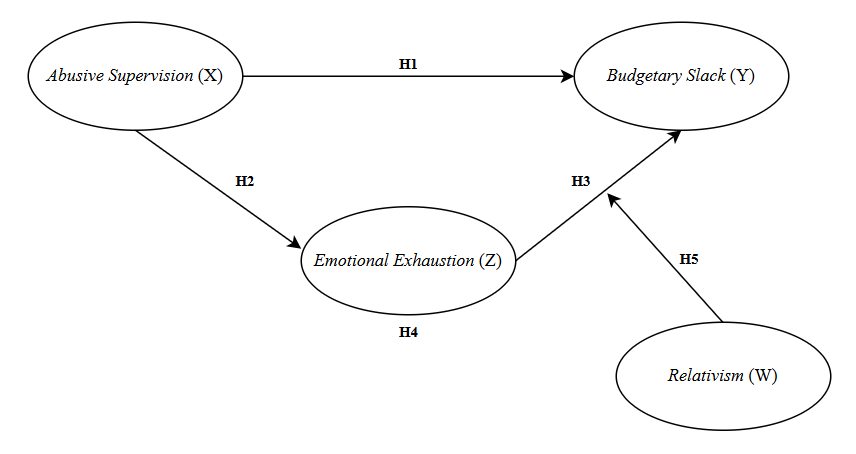 Abusive Supervision (X)
H1
Budgetary Slack (Y)
H2
H3
Emotional Exhaustion (Z)
H5
H4
Relativism (W)